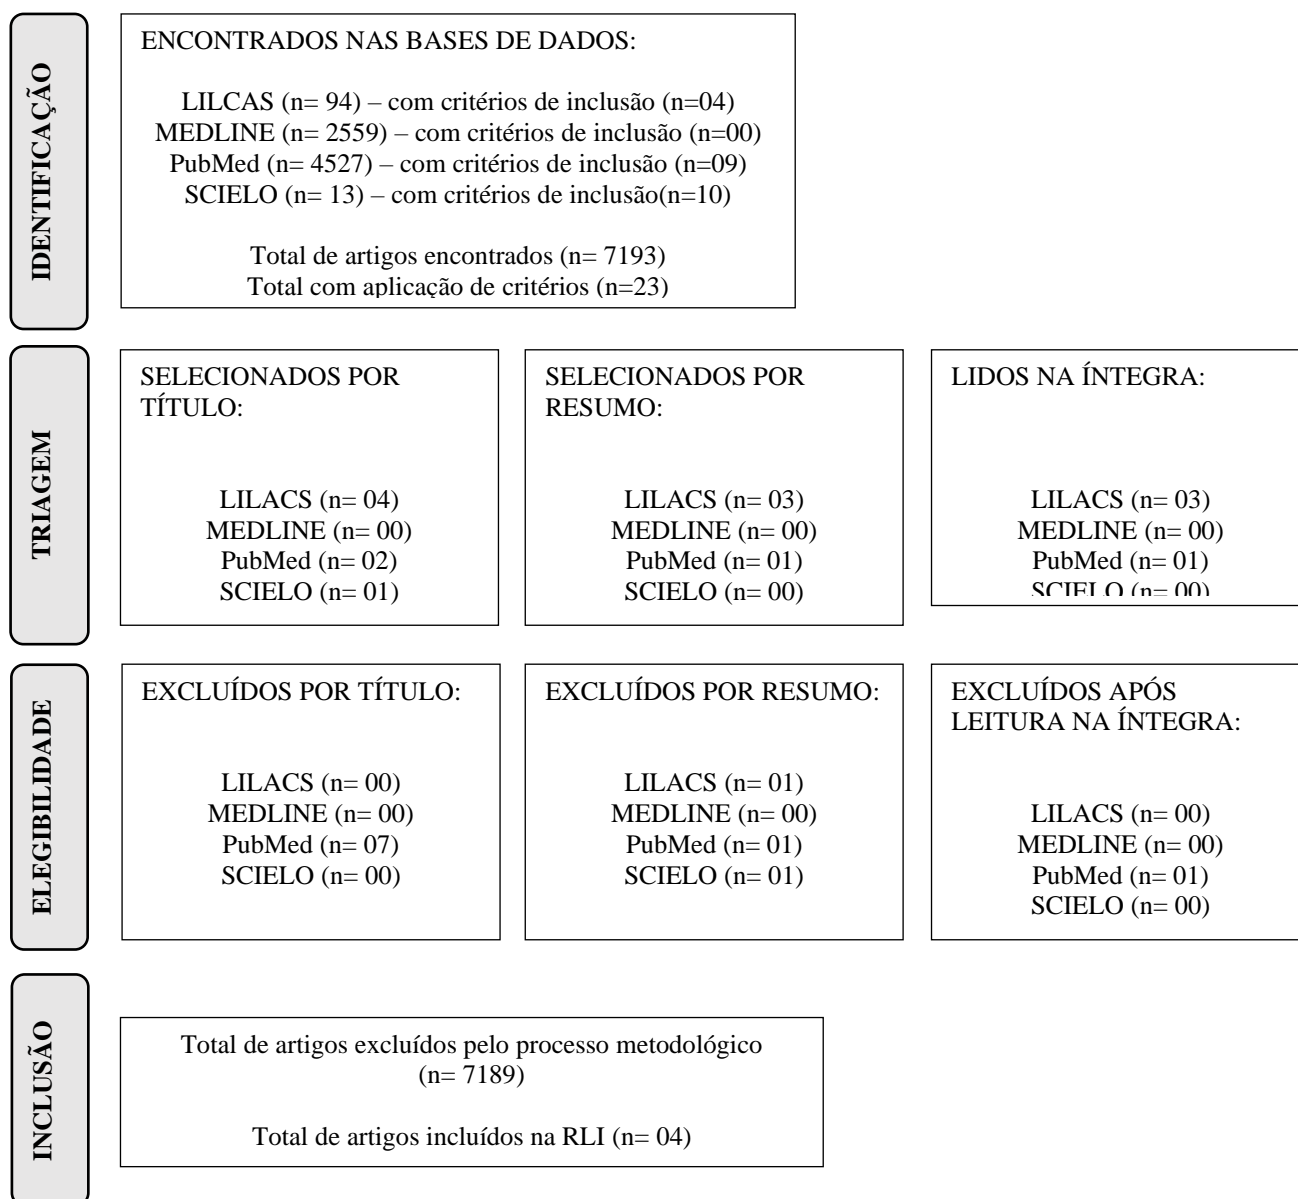 IDENTIFICAÇÃO
ENCONTRADOS NAS BASES DE DADOS:
LILCAS (n= 94) – com critérios de inclusão (n=04)
MEDLINE (n= 2559) – com critérios de inclusão (n=00)
PubMed (n= 4527) – com critérios de inclusão (n=09)
SCIELO (n= 13) – com critérios de inclusão(n=10)
Total de artigos encontrados (n= 7193)
Total com aplicação de critérios (n=23)
TRIAGEM
SELECIONADOS POR
TÍTULO:
LILACS (n= 04)
MEDLINE (n= 00)
PubMed (n= 02)
SCIELO (n= 01)
SELECIONADOS POR
RESUMO:
LILACS (n= 03)
MEDLINE (n= 00)
PubMed (n= 01)
SCIELO (n= 00)
LIDOS NA ÍNTEGRA:
LILACS (n= 03)
MEDLINE (n= 00)
PubMed (n= 01)
SCIELO (n= 00)
ELEGIBILIDADE
EXCLUÍDOS POR TÍTULO:
LILACS (n= 00)
MEDLINE (n= 00)
PubMed (n= 07)
SCIELO (n= 00)
EXCLUÍDOS POR RESUMO:
LILACS (n= 01)
MEDLINE (n= 00)
PubMed (n= 01)
SCIELO (n= 01)
EXCLUÍDOS APÓS
LEITURA NA ÍNTEGRA:
LILACS (n= 00)
MEDLINE (n= 00)
PubMed (n= 01)
SCIELO (n= 00)
INCLUSÃO
Total de artigos excluídos pelo processo metodológico
(n= 7189)
Total de artigos incluídos na RLI (n= 04)